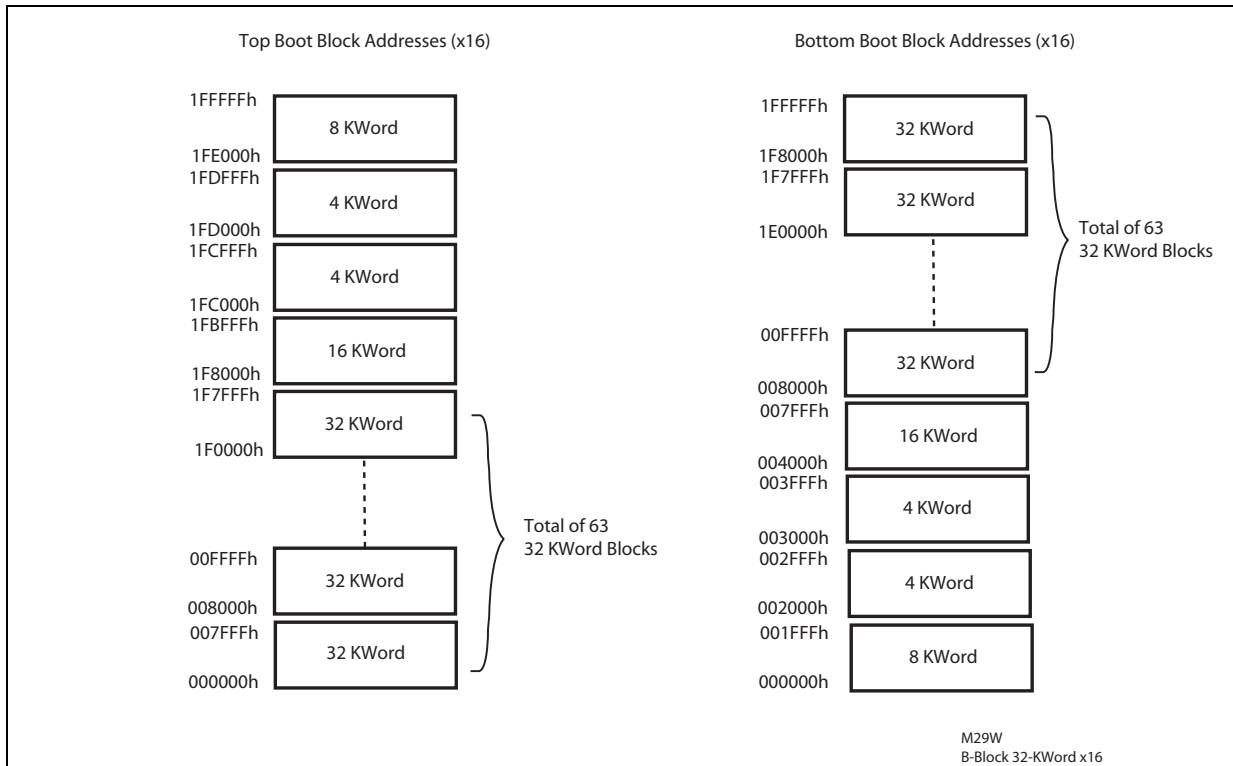 Top Boot Block Addresses (x16)
1FFFFFh
8 KWord
1FE000h
1FDFFFh
4 KWord
1FD000h
1FCFFFh
4 KWord
1FC000h
1FBFFFh
16 KWord
1F8000h
1F7FFFh
32 KWord
1F0000h
Total of 63
32 KWord Blocks
00FFFFh
32 KWord
008000h
007FFFh
32 KWord
000000h
Bottom Boot Block Addresses (x16)
1FFFFFh
32 KWord
1F8000h
1F7FFFh
32 KWord
1E0000h
Total of 63
32 KWord Blocks
00FFFFh
32 KWord
008000h
007FFFh
16 KWord
004000h
003FFFh
4 KWord
003000h
002FFFh
4 KWord
002000h
001FFFh
8 KWord
000000h
M29W
B-Block 32-KWord x16